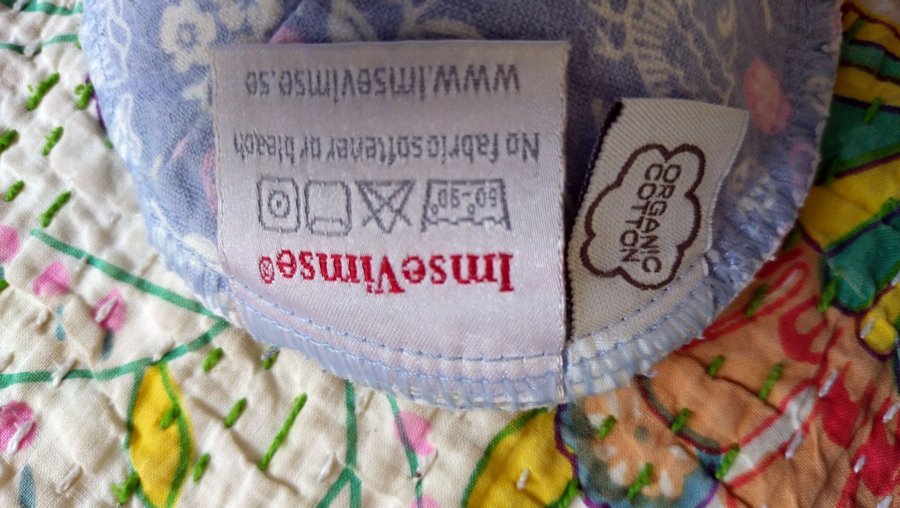 ImseVimse®
60-90
No fabric softener or bleach
www.imsevimse.se
ORGANIC
COTTON